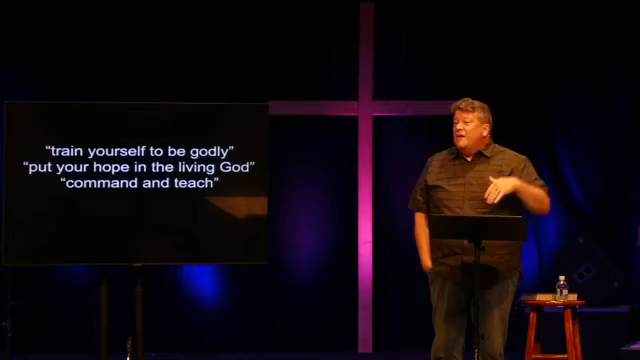 “train yourself to be godly”
“put your hope in the living God”
“command and teach”